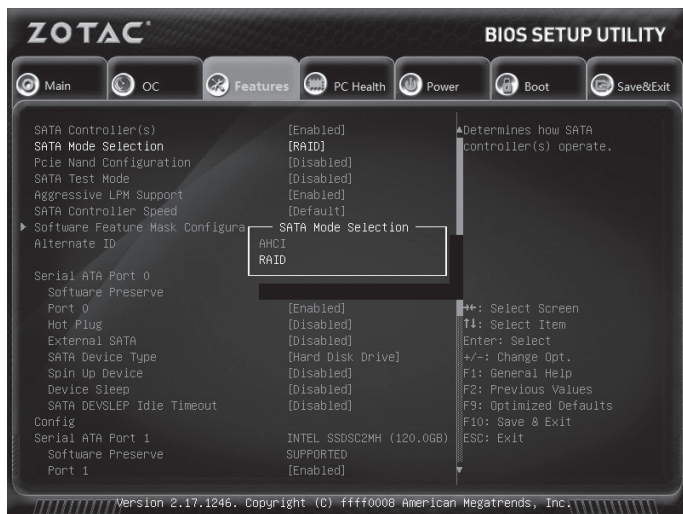 ZOTAC
BIOS SETUP UTILITY
Main OC Features PC Health Power Boot Save&Exit
SATA Controller(s) [Enabled]
SATA Mode Selection [RAID]
Pcie Nand Configuration [Disabled]
SATA Test Mode [Disabled]
Aggressive LPM Support [Enabled]
SATA Controller Speed [Default]
Software Feature Mask Configura
Alternate ID
SATA Mode Selection
AHCI
RAID
Serial ATA Port 0
Software Preserve
Port 0 [Enabled]
Hot Plug [Disabled]
External SATA [Disabled]
SATA Device Type [Hard Disk Drive]
Spin Up Device [Disabled]
Device Sleep [Disabled]
SATA DEVSLEP Idle Timeout [Disabled]
Config
Serial ATA Port 1 INTEL SSDSC2MH (120.0GB)
Software Preserve SUPPORTED
Port 1 [Enabled]
Determines how SATA
controller(s) operate.
→←: Select Screen
↑↓: Select Item
Enter: Select
+/-: Change Opt.
F1: General Help
F2: Previous Values
F9: Optimized Defaults
F10: Save & Exit
ESC: Exit
Version 2.17.1246. Copyright (C) ffff0008 American Megatrends, Inc.